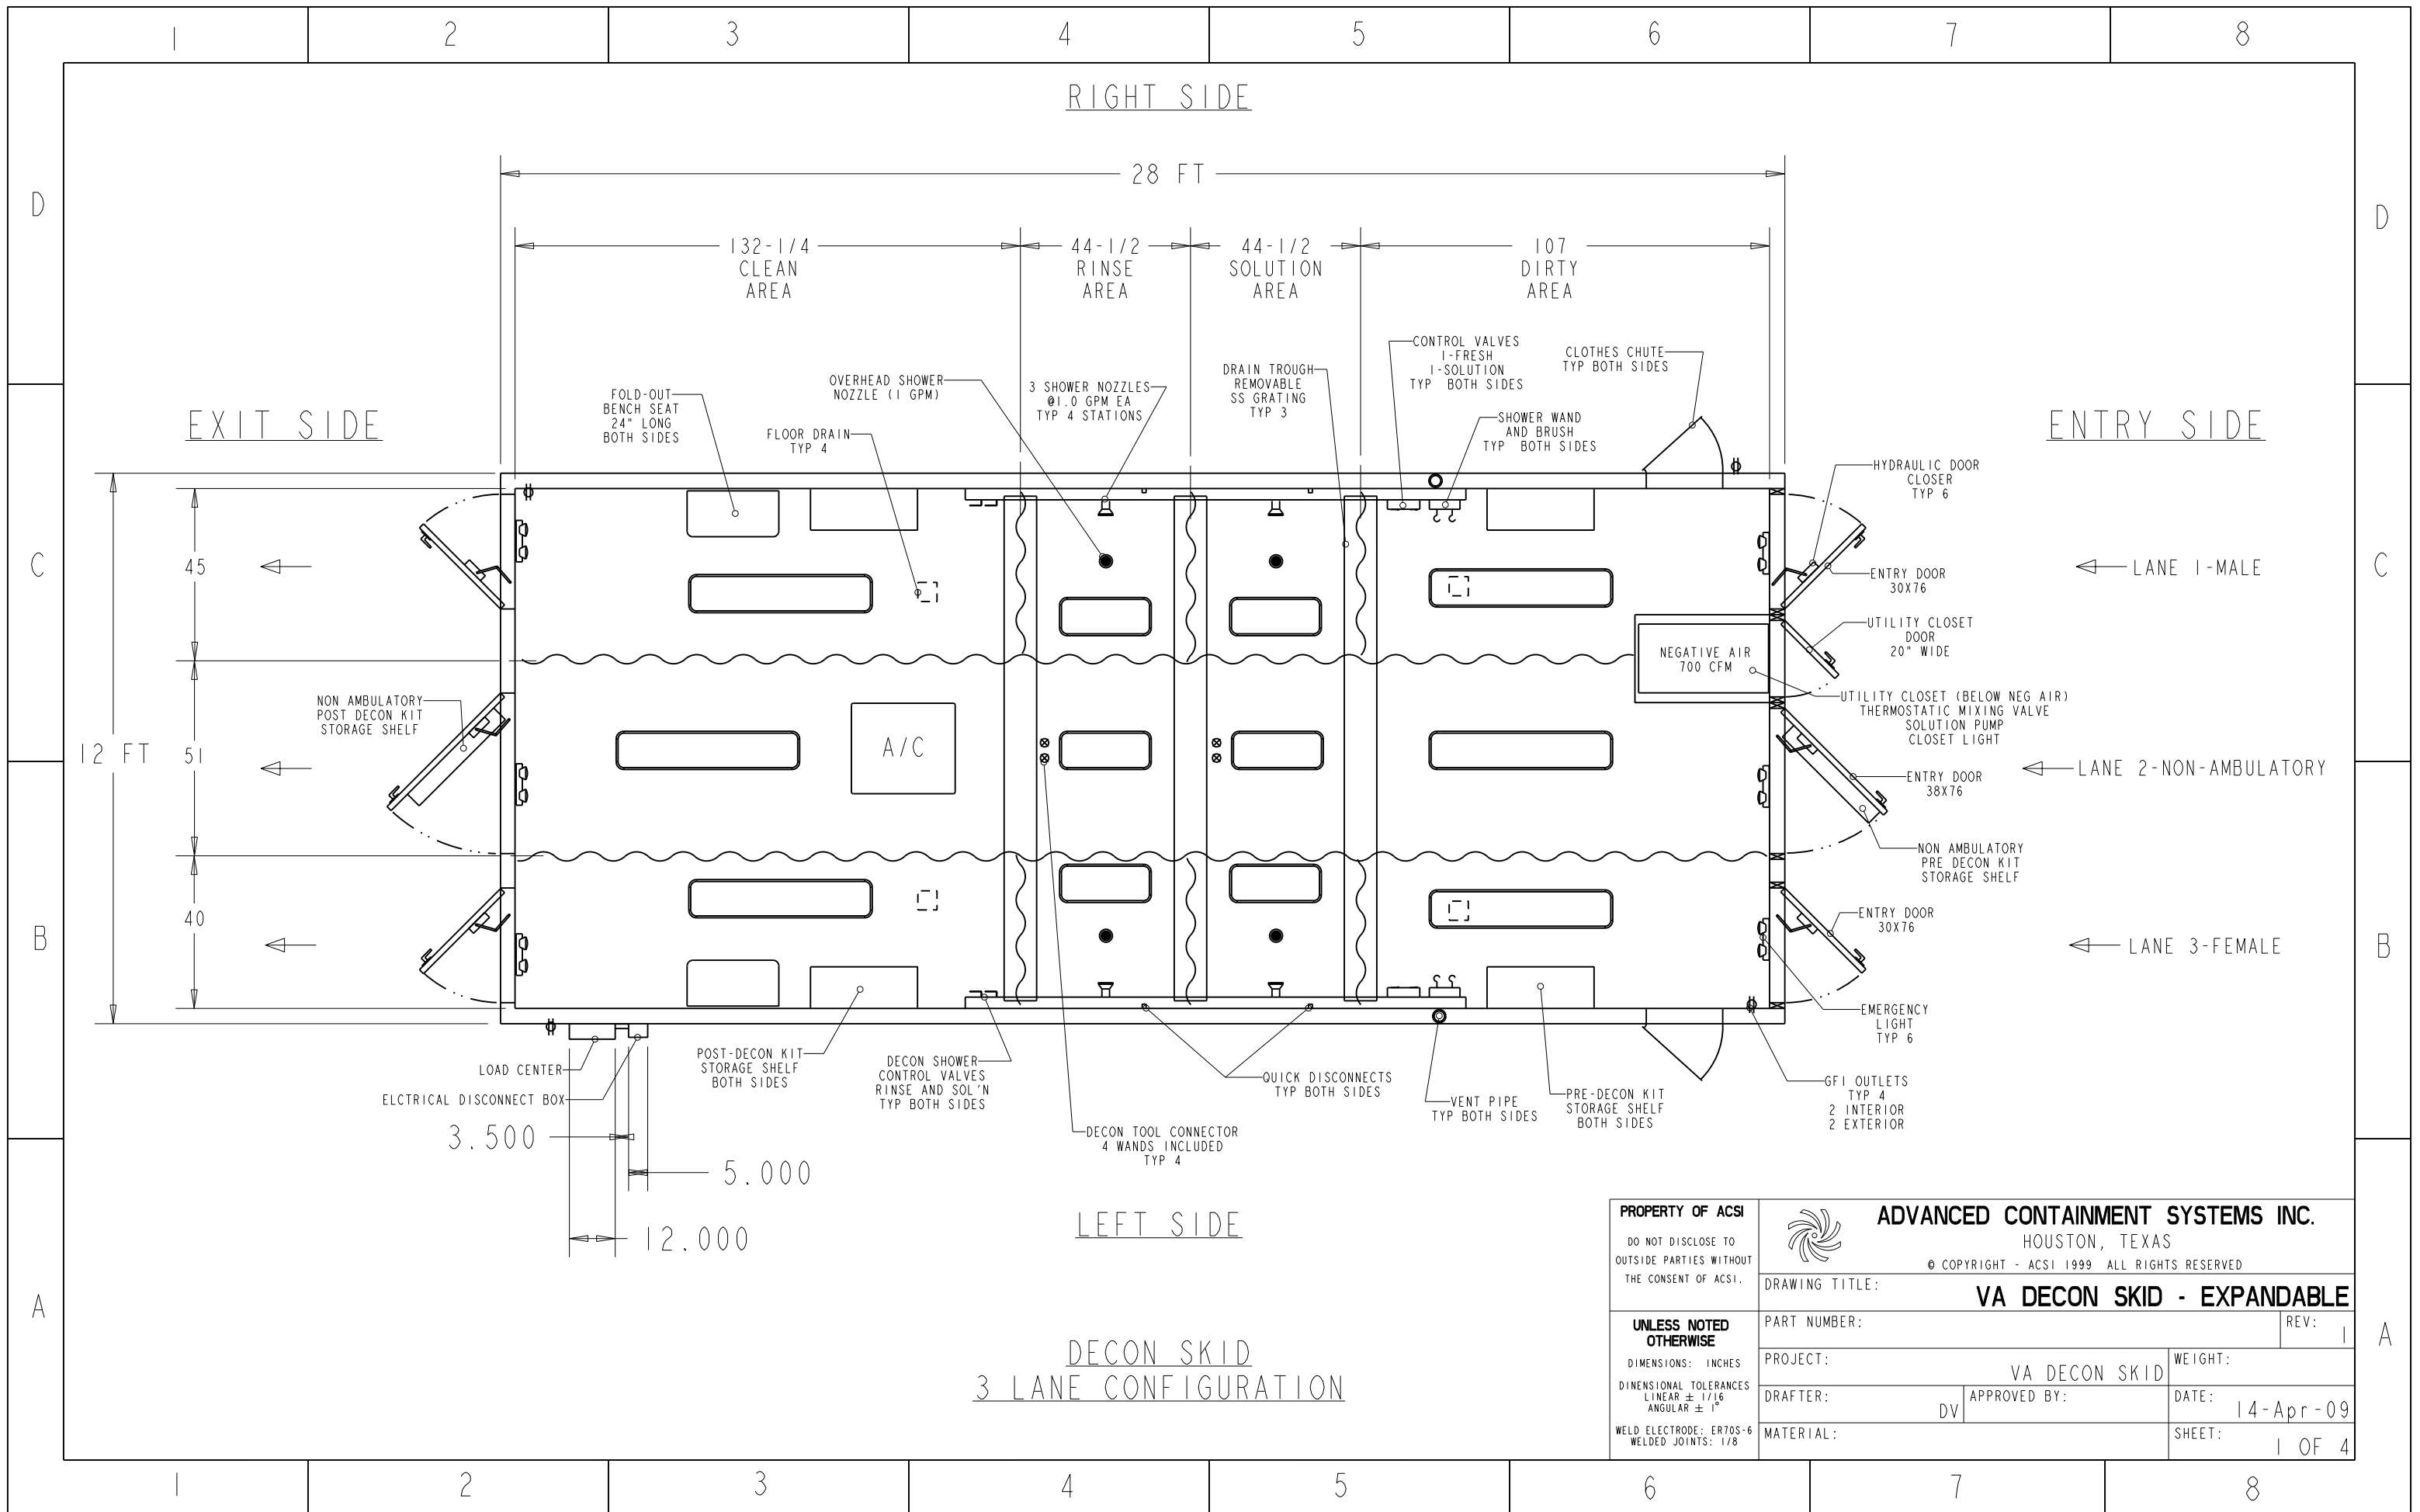 1 2 3 4 5 6 7 8
RIGHT SIDE
28 FT
D
D
132-1/4
CLEAN
AREA
44-1/2
RINSE
AREA
44-1/2
SOLUTION
AREA
107
DIRTY
AREA
EXIT SIDE
FOLD-OUT
BENCH SEAT
24" LONG
BOTH SIDES
FLOOR DRAIN
TYP 4
OVERHEAD SHOWER
NOZZLE (1 GPM)
3 SHOWER NOZZLES
@1.0 GPM EA
TYP 4 STATIONS
DRAIN TROUGH
REMOVABLE
SS GRATING
TYP 3
CONTROL VALVES
1-FRESH
1-SOLUTION
TYP BOTH SIDES
SHOWER WAND
AND BRUSH
TYP BOTH SIDES
CLOTHES CHUTE
TYP BOTH SIDES
ENTRY SIDE
HYDRAULIC DOOR
CLOSER
TYP 6
C
C
45
LANE 1-MALE
ENTRY DOOR
30X76
UTILITY CLOSET
DOOR
20" WIDE
NEGATIVE AIR
700 CFM
UTILITY CLOSET (BELOW NEG AIR)
THERMOSTATIC MIXING VALVE
SOLUTION PUMP
CLOSET LIGHT
NON AMBULATORY
POST DECON KIT
STORAGE SHELF
12 FT
51
A/C
LANE 2-NON-AMBULATORY
ENTRY DOOR
38X76
NON AMBULATORY
PRE DECON KIT
STORAGE SHELF
40
ENTRY DOOR
30X76
B
B
LANE 3-FEMALE
EMERGENCY
LIGHT
TYP 6
LOAD CENTER
ELCTRICAL DISCONNECT BOX
POST-DECON KIT
STORAGE SHELF
BOTH SIDES
DECON SHOWER
CONTROL VALVES
RINSE AND SOL'N
TYP BOTH SIDES
QUICK DISCONNECTS
TYP BOTH SIDES
VENT PIPE
TYP BOTH SIDES
PRE-DECON KIT
STORAGE SHELF
BOTH SIDES
GFI OUTLETS
TYP 4
2 INTERIOR
2 EXTERIOR
DECON TOOL CONNECTOR
4 WANDS INCLUDED
TYP 4
3.500
5.000
12.000
LEFT SIDE
A
A
DECON SKID
3 LANE CONFIGURATION
PROPERTY OF ACSI
DO NOT DISCLOSE TO
OUTSIDE PARTIES WITHOUT
THE CONSENT OF ACSI.
ADVANCED CONTAINMENT SYSTEMS INC.
HOUSTON, TEXAS
© COPYRIGHT - ACSI 1999 ALL RIGHTS RESERVED
DRAWING TITLE:
VA DECON SKID - EXPANDABLE
UNLESS NOTED
OTHERWISE
DIMENSIONS: INCHES
DINENSIONAL TOLERANCES
LINEAR ± 1/16
ANGULAR ± 1°
WELD ELECTRODE: ER70S-6
WELDED JOINTS: 1/8
PART NUMBER:
REV: 1
PROJECT: VA DECON SKID
WEIGHT:
DRAFTER: DV
APPROVED BY:
DATE: 14-Apr-09
MATERIAL:
SHEET: 1 OF 4
1 2 3 4 5 6 7 8